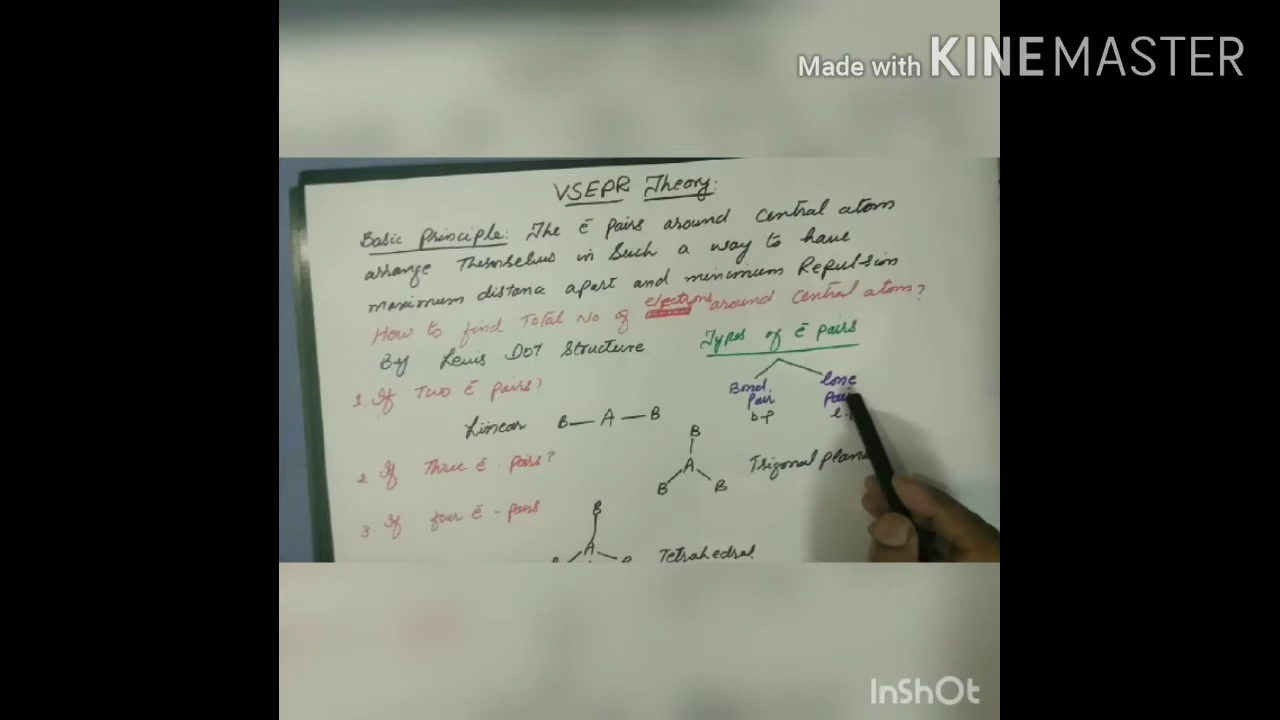 Made with KINEMASTER
VSEPR Theory:
Basic Principle: The ē pairs around central atom
arrange themselves in such a way to have
maximum distance apart and minimum Repulsion
How to find Total No of electrons around central atom?
By Lewis DOT Structure
Types of ē pairs
Bond lone
Pair Pair
b-p l.p
1. If Two ē pairs?
Linear B — A — B
2. If Three ē - pairs?
B
A
B B
Trigonal plana
3. If four ē - pairs
B
A
B B
Tetrahedral
InShOt